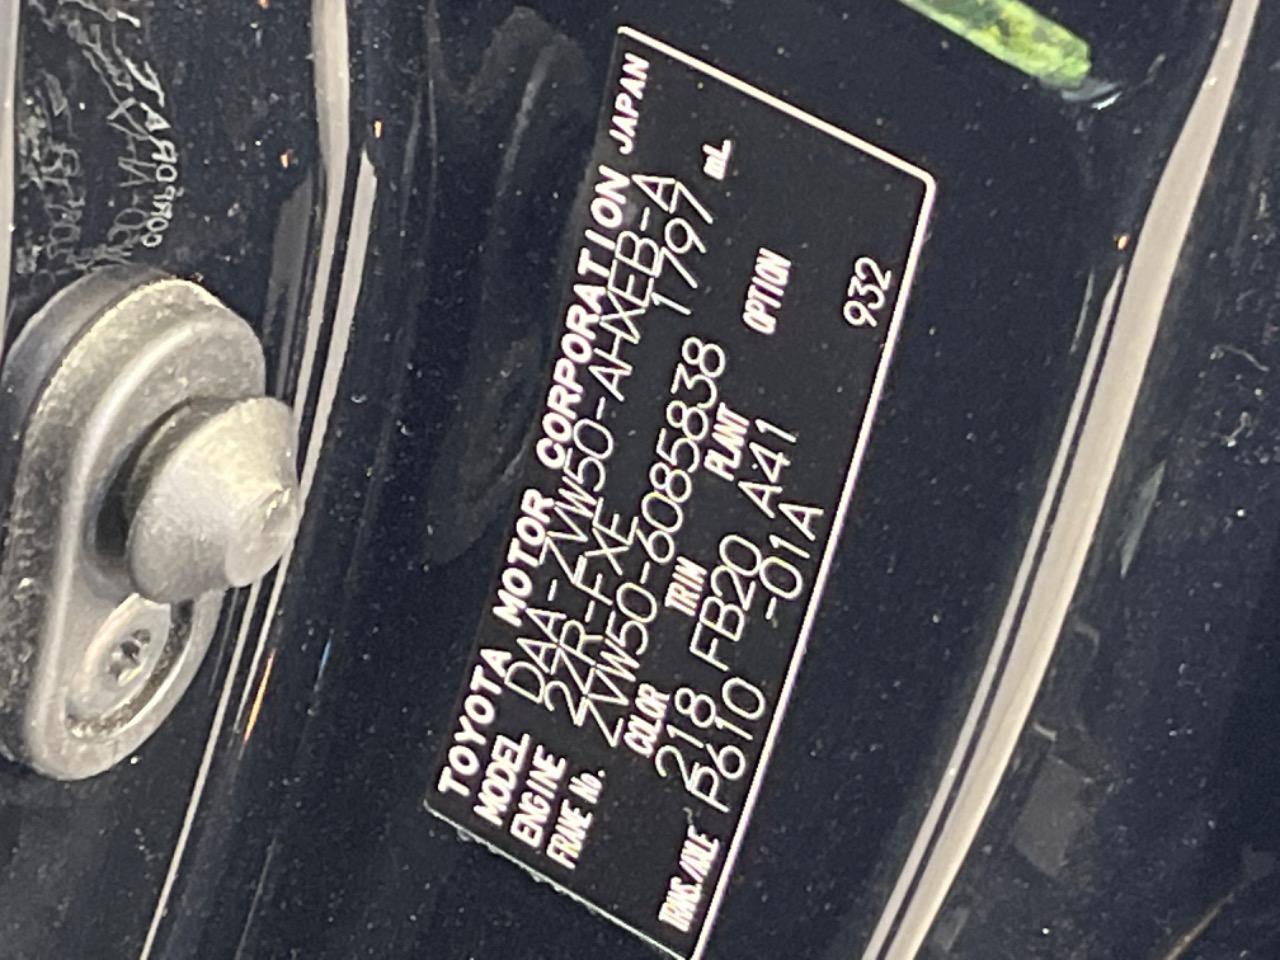 TOYOTA MOTOR CORPORATION JAPAN
MODEL DAA-ZVW50-AHXEB-A
ENGINE 2ZR-FXE 1797 mL
FRAME No. ZVW50-6085838
COLOR TRIM PLANT OPTION
218 FB20 A41
TRANS./AXLE P610 -01A 932